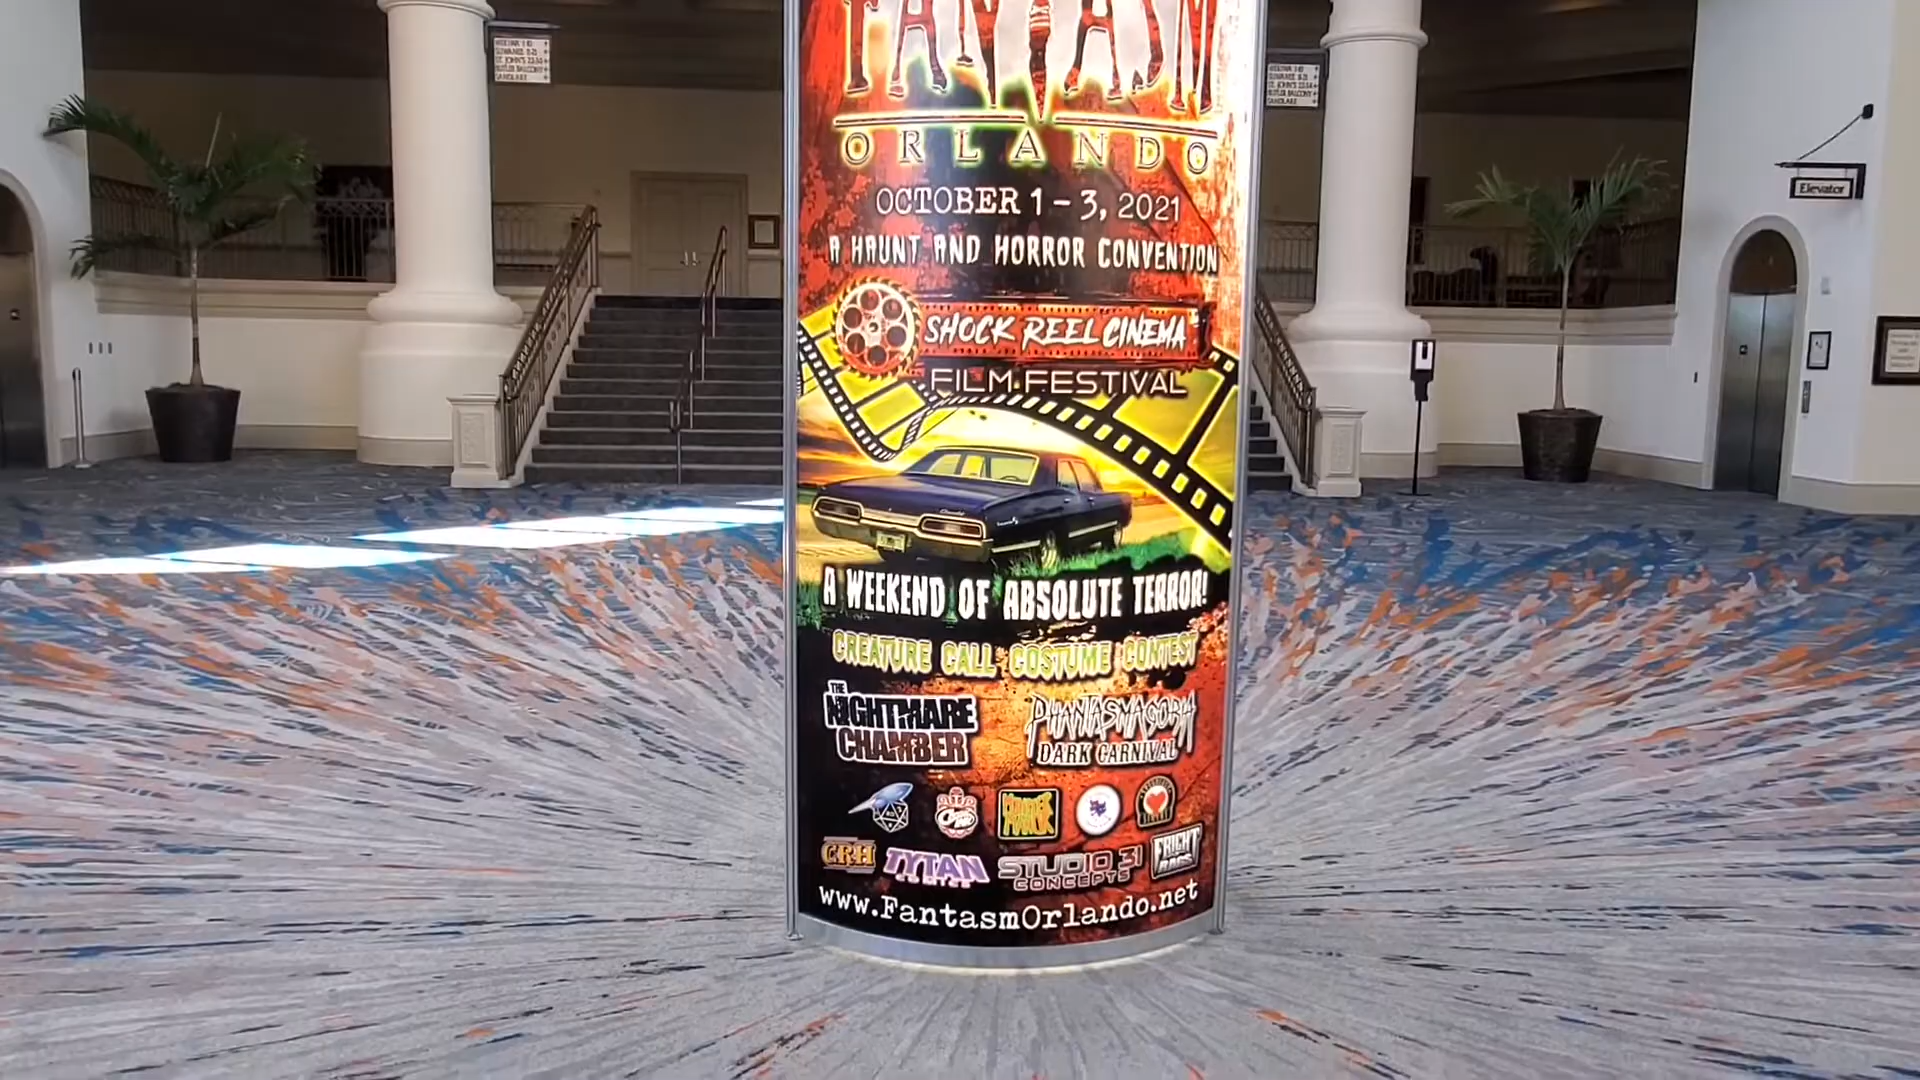 FANTASM
ORLANDO
OCTOBER 1 – 3, 2021
A HAUNT AND HORROR CONVENTION
SHOCK REEL CINEMA
FILM FESTIVAL
A WEEKEND OF ABSOLUTE TERROR!
CREATURE CALL COSTUME CONTEST
THE
NIGHTMARE
CHAMBER
PHANTASMAGORIA
DARK CARNIVAL
CRH
TYTAN
STUDIO 31
CONCEPTS
FRIGHT
RAGS
www.FantasmOrlando.net
Elevator